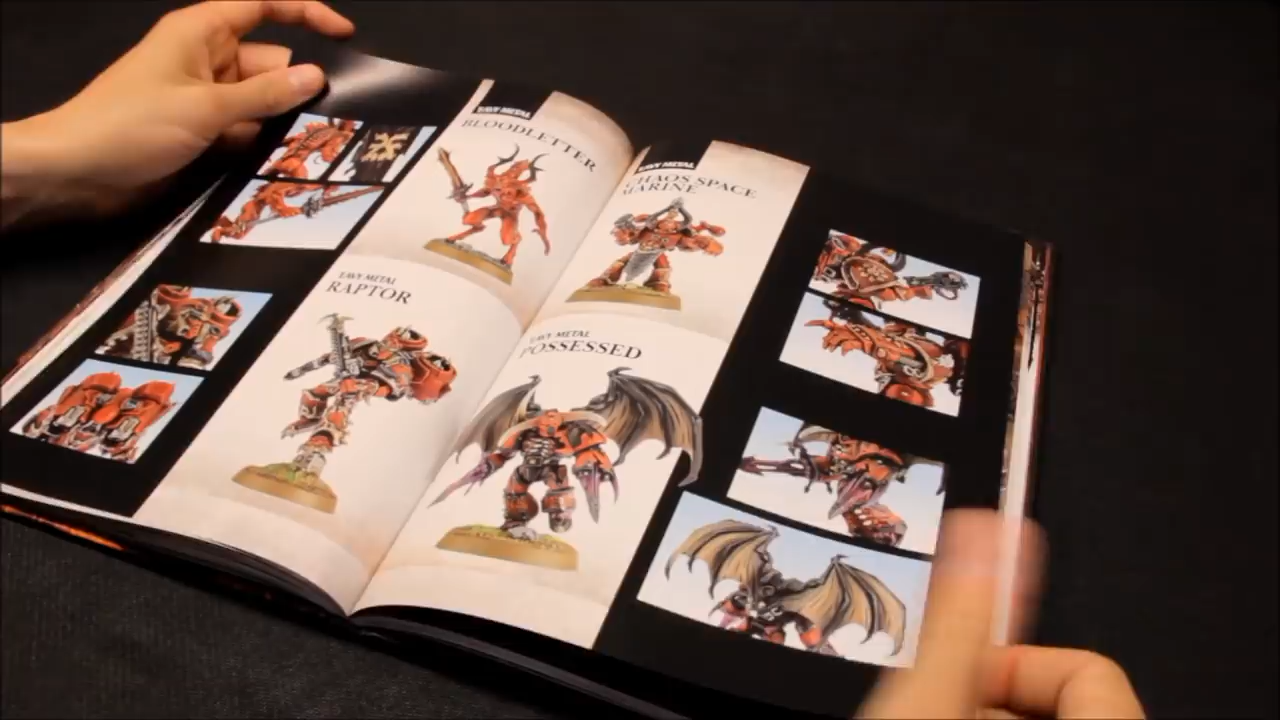 'EAVY METAL
BLOODLETTER
'EAVY METAL
RAPTOR
'EAVY METAL
CHAOS SPACE
MARINE
'EAVY METAL
POSSESSED